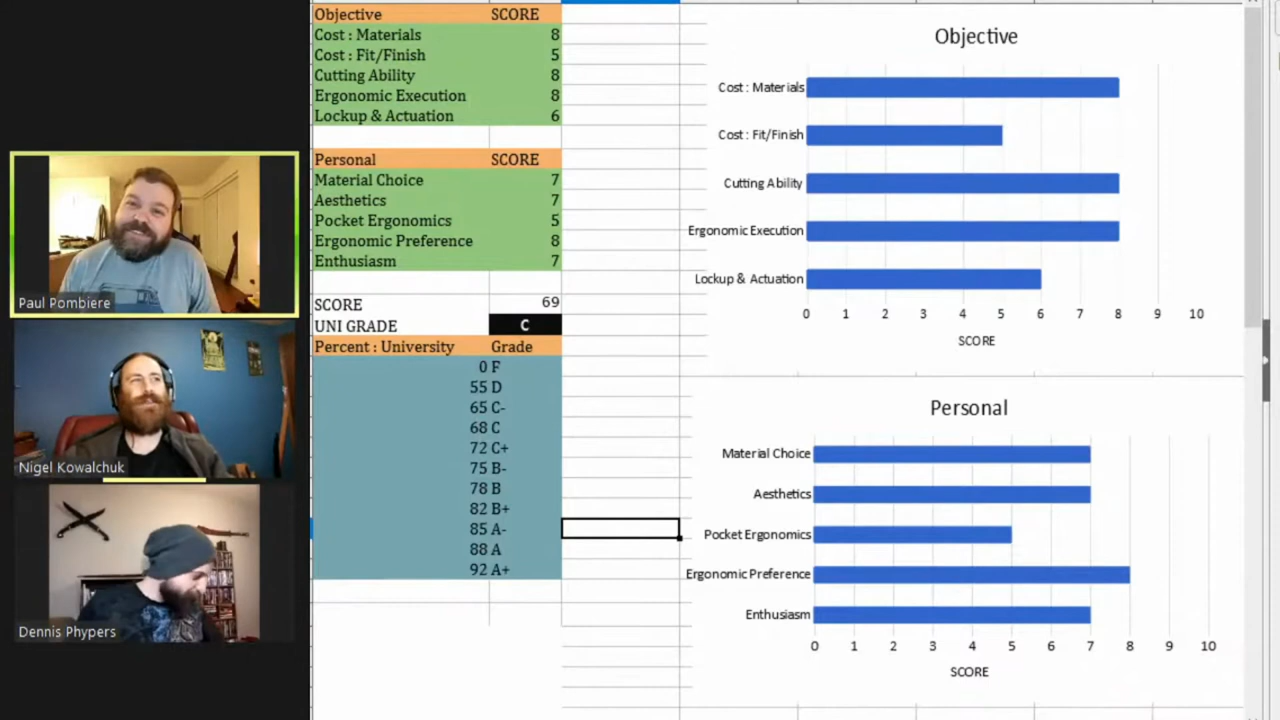 Objective SCORE
Cost : Materials 8
Cost : Fit/Finish 5
Cutting Ability 8
Ergonomic Execution 8
Lockup & Actuation 6
Personal SCORE
Material Choice 7
Aesthetics 7
Pocket Ergonomics 5
Ergonomic Preference 8
Enthusiasm 7
SCORE 69
UNI GRADE C
Percent : University Grade
0 F
55 D
65 C-
68 C
72 C+
75 B-
78 B
82 B+
85 A-
88 A
92 A+
Objective
Cost : Materials
Cost : Fit/Finish
Cutting Ability
Ergonomic Execution
Lockup & Actuation
0 1 2 3 4 5 6 7 8 9 10
SCORE
Personal
Material Choice
Aesthetics
Pocket Ergonomics
Ergonomic Preference
Enthusiasm
0 1 2 3 4 5 6 7 8 9 10
SCORE
Paul Pombiere
Nigel Kowalchuk
Dennis Phypers